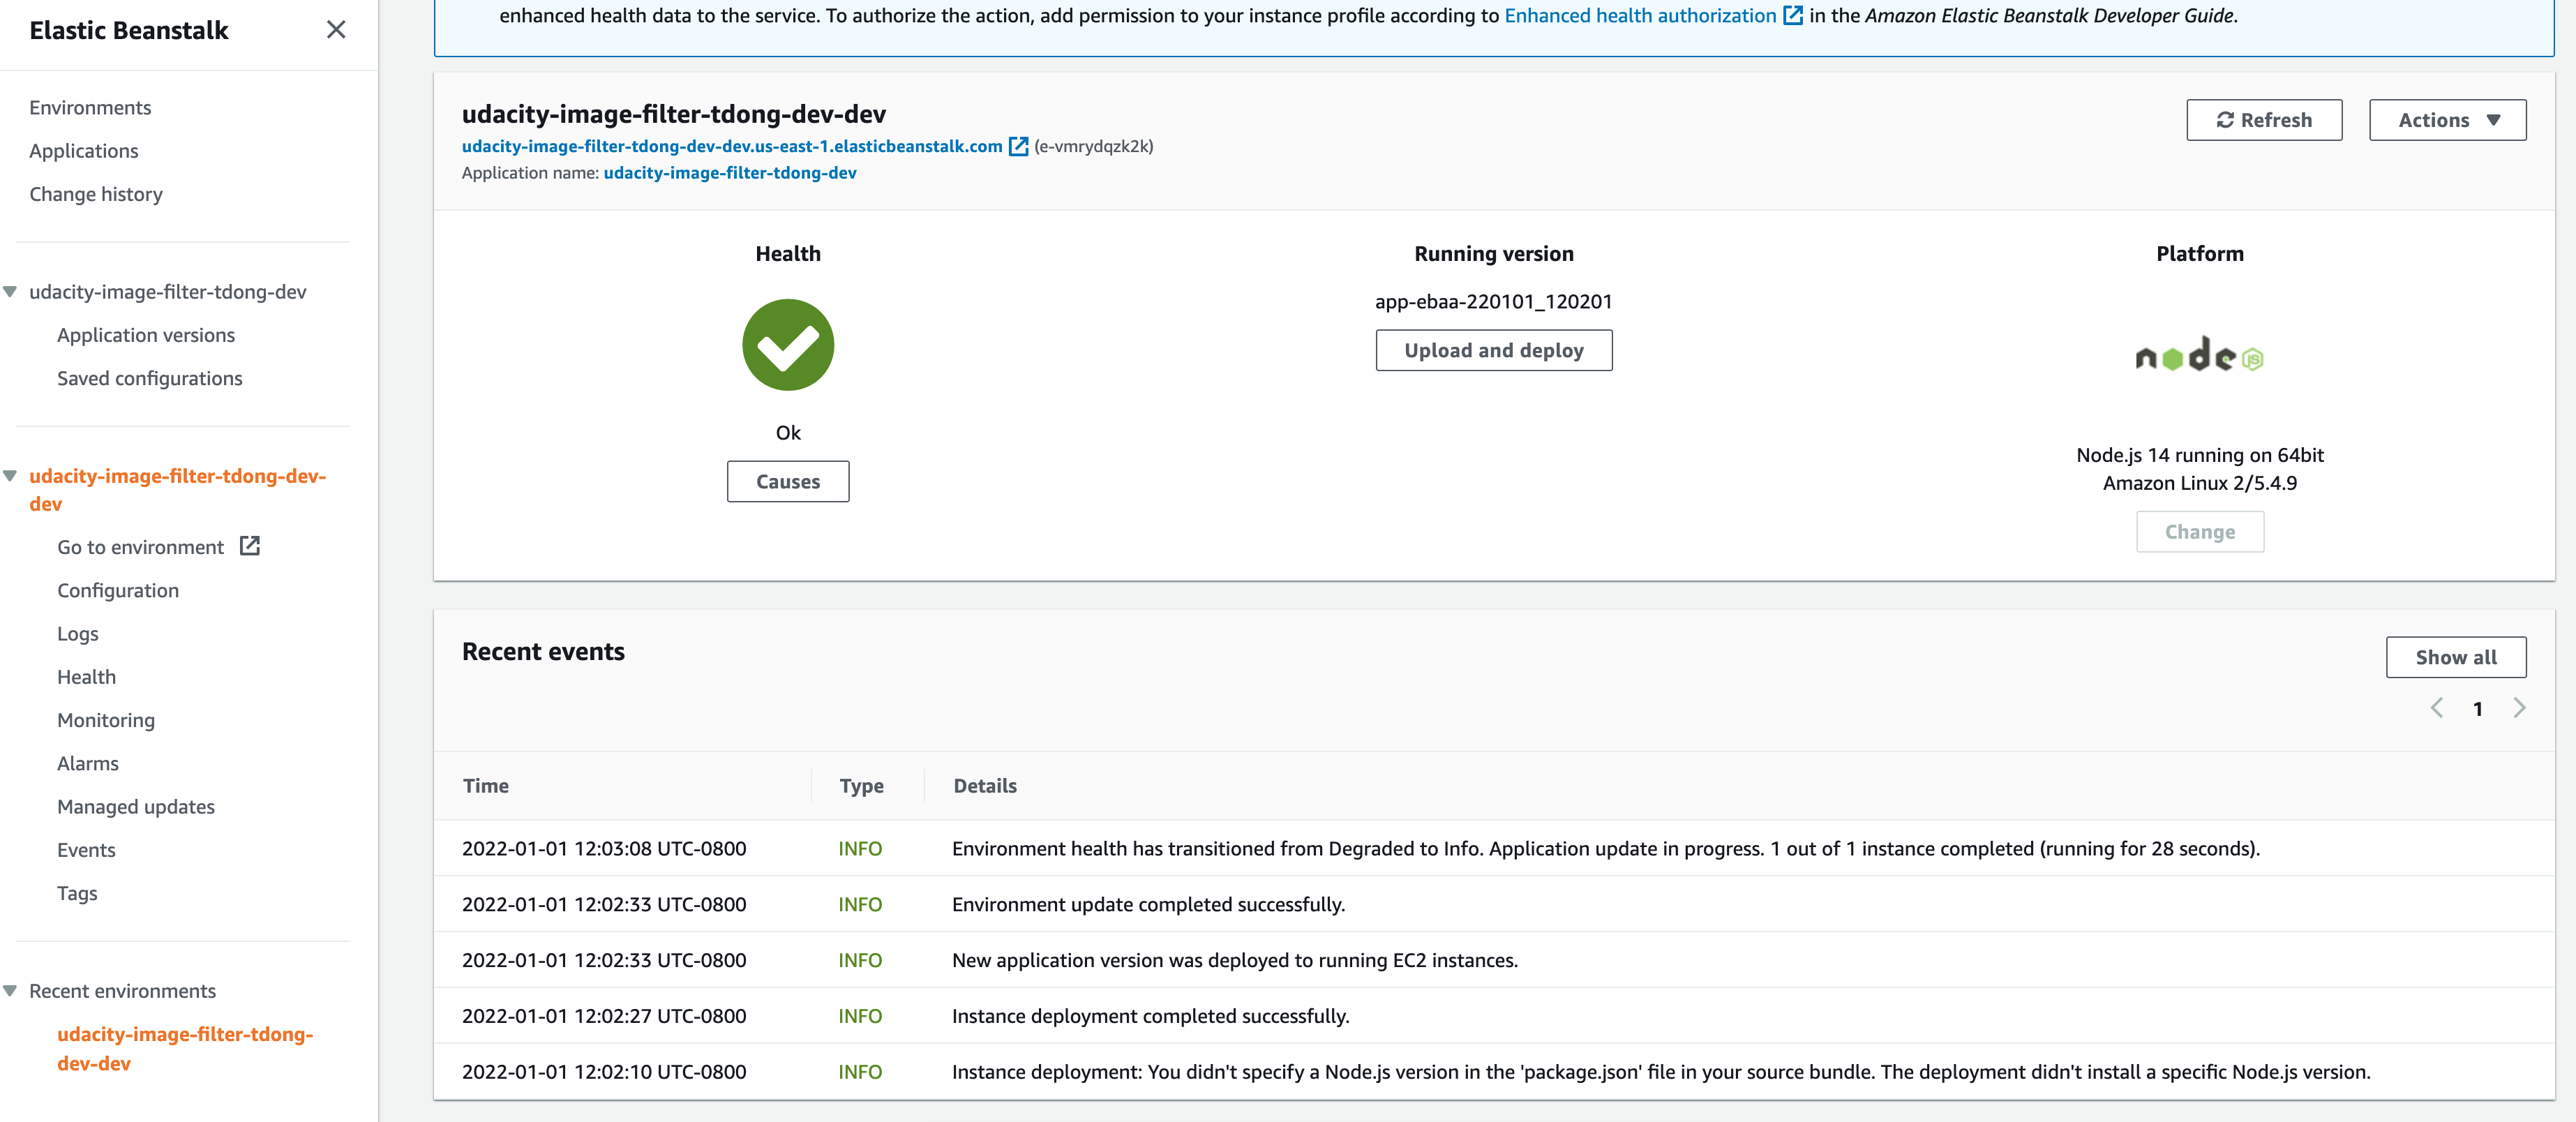 Elastic Beanstalk
Environments
Applications
Change history
udacity-image-filter-tdong-dev
Application versions
Saved configurations
udacity-image-filter-tdong-dev-
dev
Go to environment
Configuration
Logs
Health
Monitoring
Alarms
Managed updates
Events
Tags
Recent environments
udacity-image-filter-tdong-
dev-dev
enhanced health data to the service. To authorize the action, add permission to your instance profile according to Enhanced health authorization in the Amazon Elastic Beanstalk Developer Guide.
udacity-image-filter-tdong-dev-dev
udacity-image-filter-tdong-dev-dev.us-east-1.elasticbeanstalk.com (e-vmrydqzk2k)
Application name: udacity-image-filter-tdong-dev
Refresh
Actions
Health
Ok
Causes
Running version
app-ebaa-220101_120201
Upload and deploy
Platform
node JS
Node.js 14 running on 64bit
Amazon Linux 2/5.4.9
Change
Recent events
Show all
1
Time Type Details
2022-01-01 12:03:08 UTC-0800 INFO Environment health has transitioned from Degraded to Info. Application update in progress. 1 out of 1 instance completed (running for 28 seconds).
2022-01-01 12:02:33 UTC-0800 INFO Environment update completed successfully.
2022-01-01 12:02:33 UTC-0800 INFO New application version was deployed to running EC2 instances.
2022-01-01 12:02:27 UTC-0800 INFO Instance deployment completed successfully.
2022-01-01 12:02:10 UTC-0800 INFO Instance deployment: You didn't specify a Node.js version in the 'package.json' file in your source bundle. The deployment didn't install a specific Node.js version.